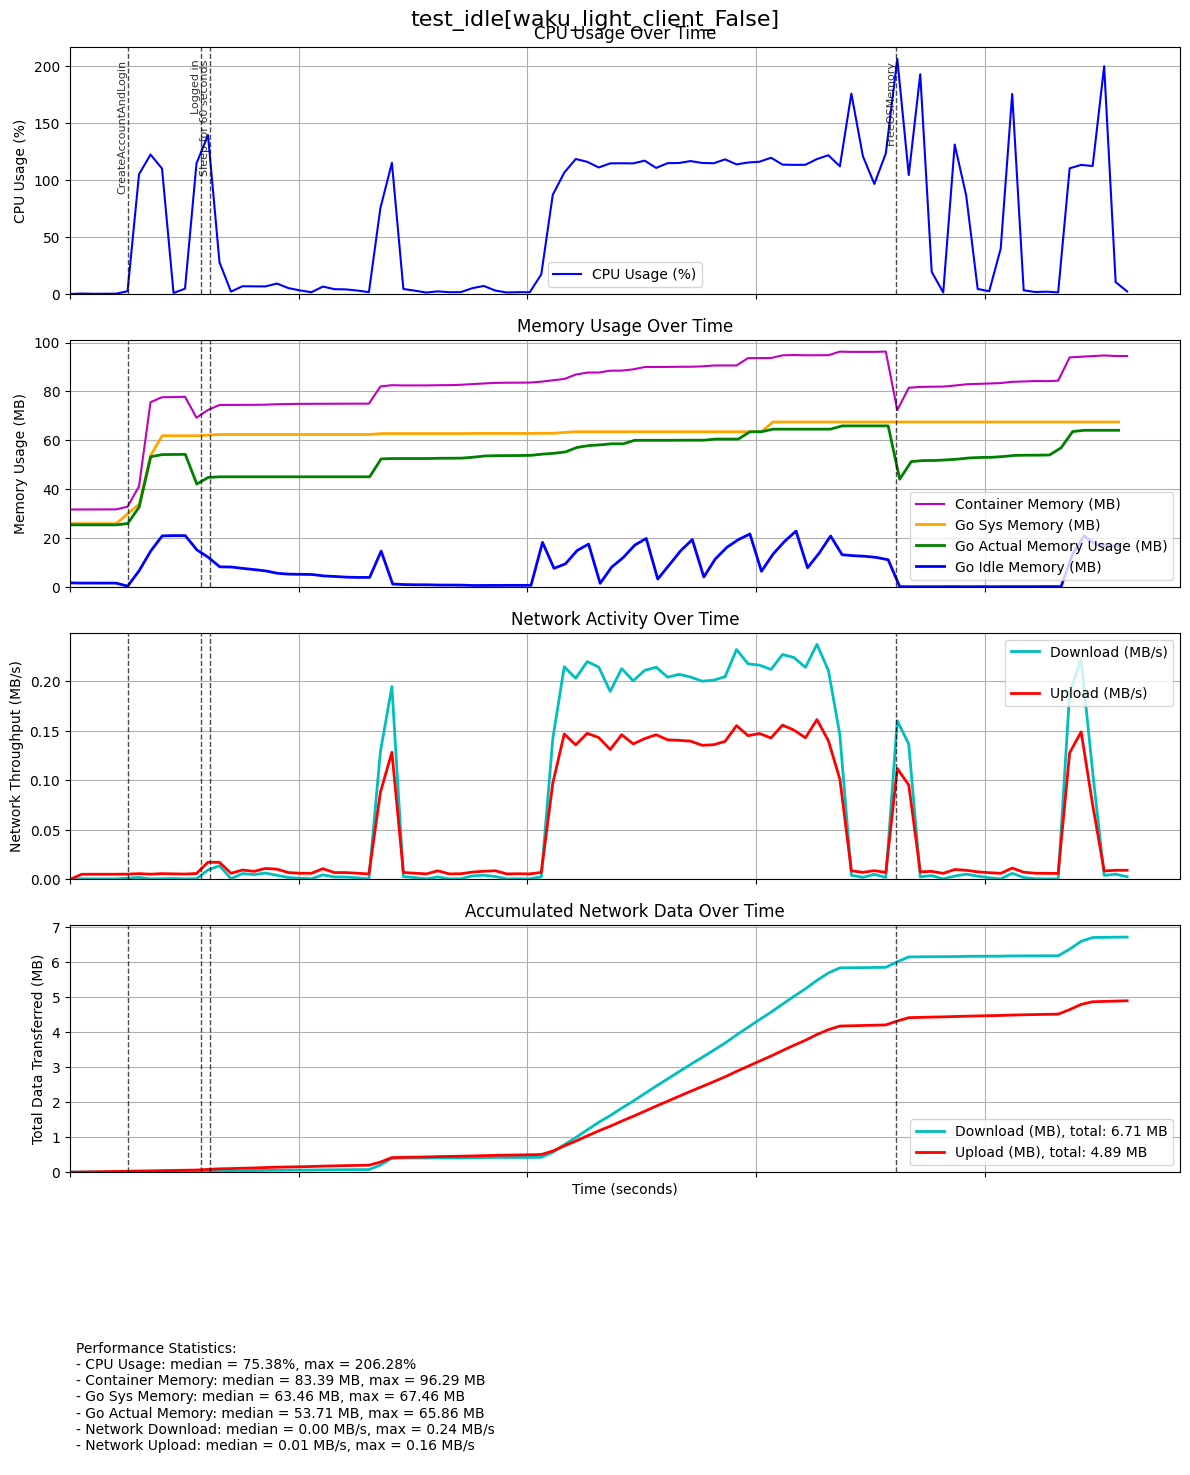 test_idle[waku_light_client_False]
CPU Usage Over Time
CPU Usage (%)
200
150
100
50
0
CreateAccountAndLogin
Logged in
Sleep for 60 seconds
FreeOSMemory
CPU Usage (%)
Memory Usage Over Time
Memory Usage (MB)
100
80
60
40
20
0
Container Memory (MB)
Go Sys Memory (MB)
Go Actual Memory Usage (MB)
Go Idle Memory (MB)
Network Activity Over Time
Network Throughput (MB/s)
0.20
0.15
0.10
0.05
0.00
Download (MB/s)
Upload (MB/s)
Accumulated Network Data Over Time
Total Data Transferred (MB)
7
6
5
4
3
2
1
0
Download (MB), total: 6.71 MB
Upload (MB), total: 4.89 MB
Time (seconds)
Performance Statistics:
- CPU Usage: median = 75.38%, max = 206.28%
- Container Memory: median = 83.39 MB, max = 96.29 MB
- Go Sys Memory: median = 63.46 MB, max = 67.46 MB
- Go Actual Memory: median = 53.71 MB, max = 65.86 MB
- Network Download: median = 0.00 MB/s, max = 0.24 MB/s
- Network Upload: median = 0.01 MB/s, max = 0.16 MB/s